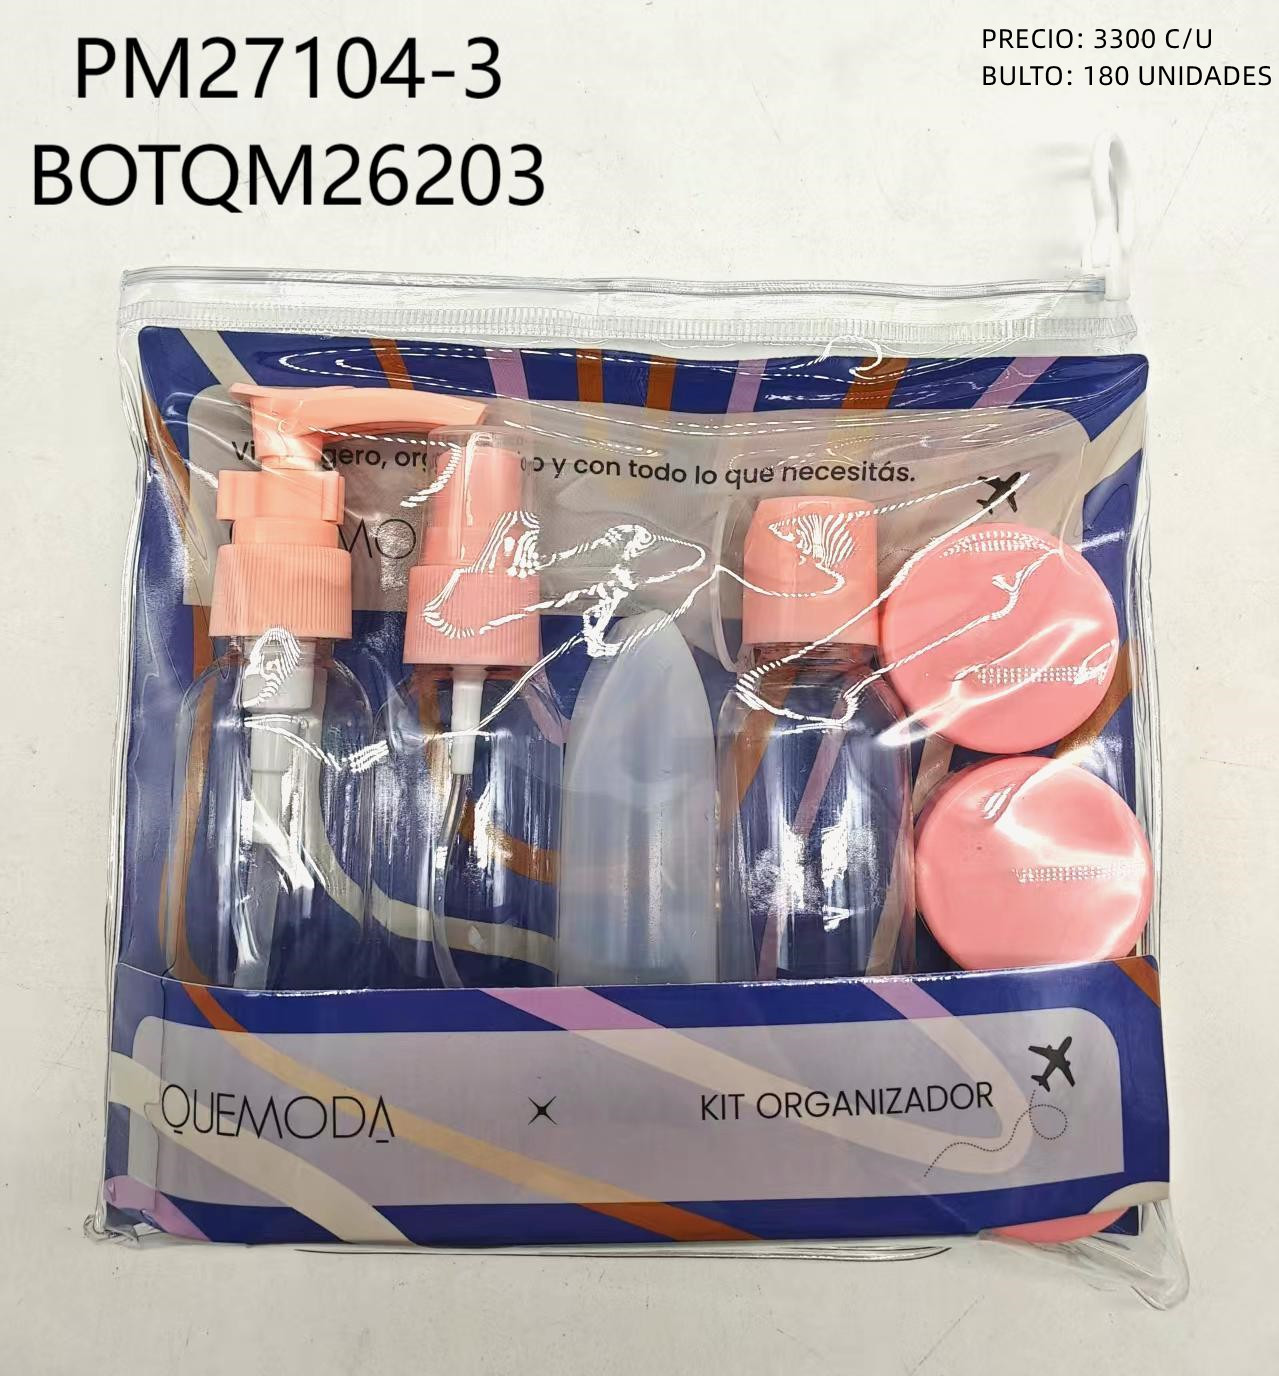 PM27104-3
BOTQM26203
PRECIO: 3300 C/U
BULTO: 180 UNIDADES
y con todo lo que necesitás.
QUEMODA
KIT ORGANIZADOR